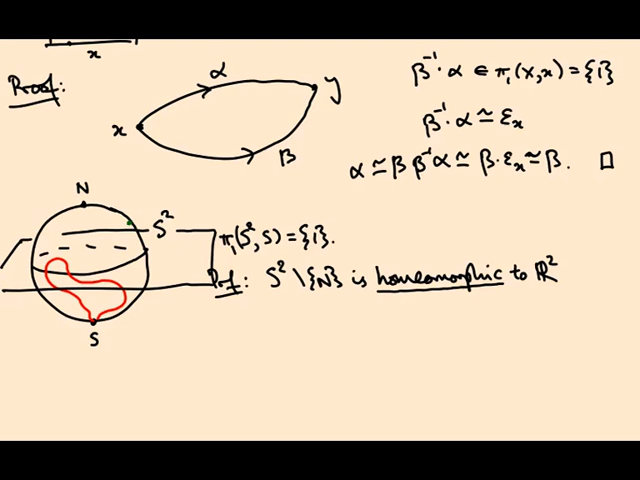 x
Proof:
α
x
y
β
β⁻¹·α ∈ π₁(X,x) = {1}
β⁻¹·α ≃ εₓ
α ≃ β β⁻¹α ≃ β·εₓ ≃ β. □
N
S²
S
π₁(S²,S) = {1}.
Pf: S² \ {N} is homeomorphic to ℝ²